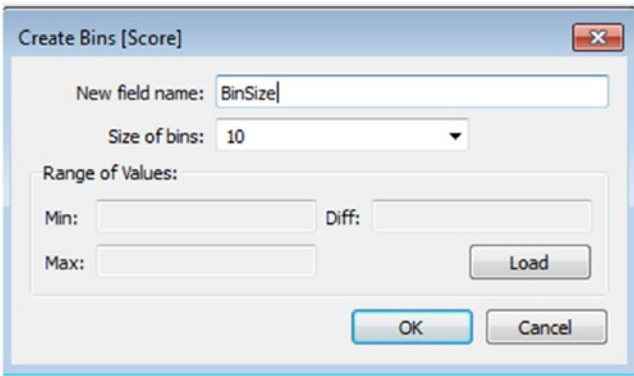 Create Bins [Score]
New field name: BinSize
Size of bins: 10
Range of Values:
Min: Diff:
Max: Load
OK Cancel